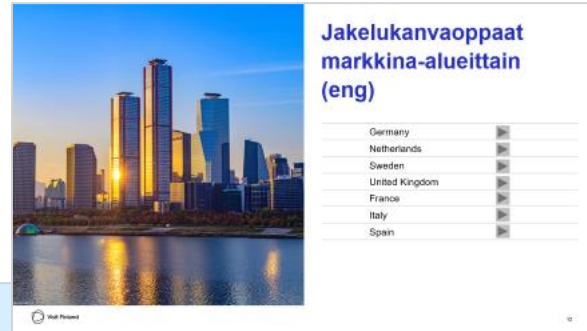 Jakelukanvaoppaat
markkina-alueittain
(eng)
Germany
Netherlands
Sweden
United Kingdom
France
Italy
Spain
Visit Finland